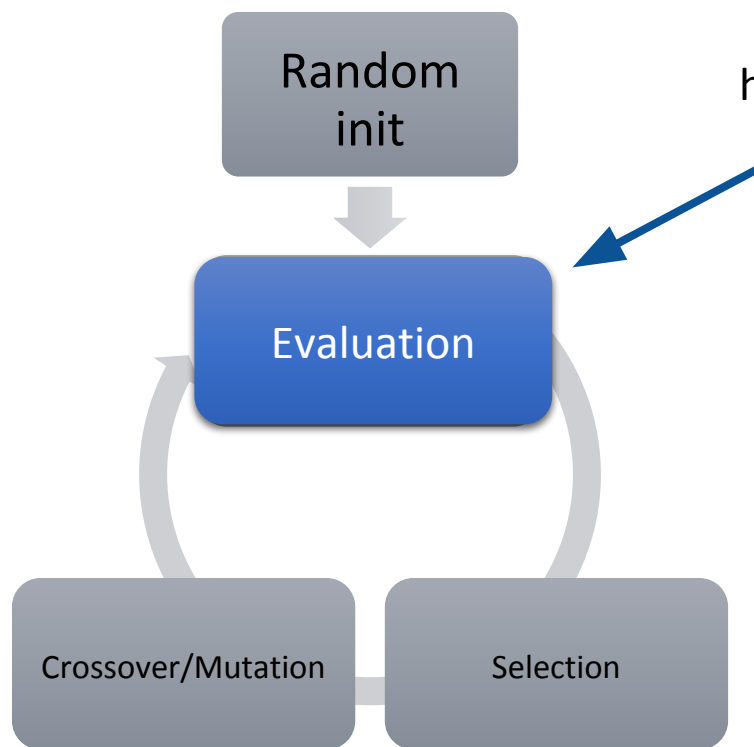 Random
init
h
Evaluation
Crossover/Mutation
Selection